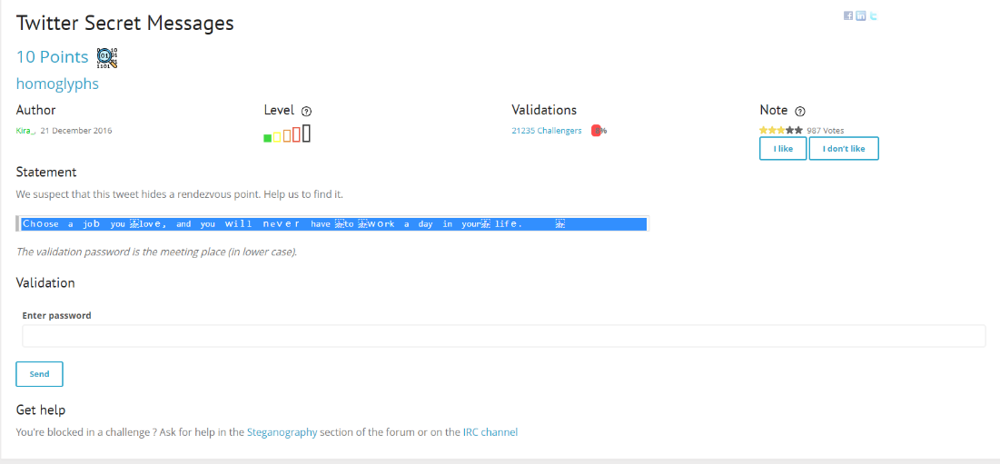 Twitter Secret Messages
10 Points
homoglyphs
Author Level Validations Note
Kira_, 21 December 2016 21235 Challengers 8% 987 Votes
I like I don't like
Statement
We suspect that this tweet hides a rendezvous point. Help us to find it.
Choose a job you love, and you will never have to work a day in your life.
The validation password is the meeting place (in lower case).
Validation
Enter password
Send
Get help
You're blocked in a challenge ? Ask for help in the Steganography section of the forum or on the IRC channel